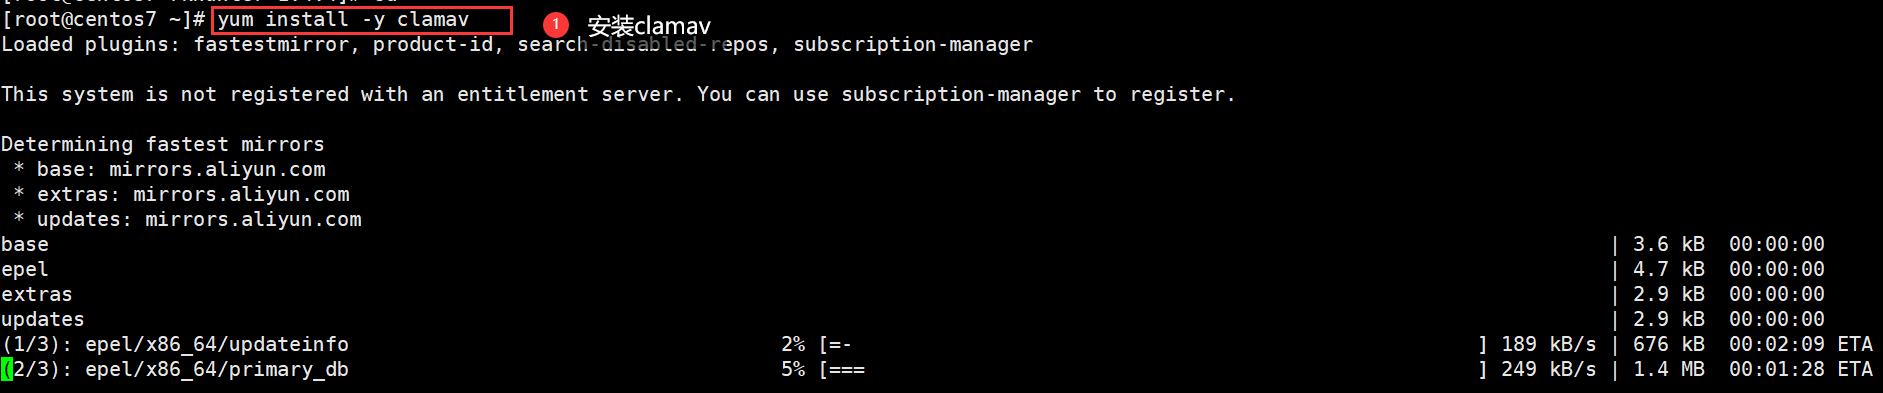 [root@centos7 ~]# yum install -y clamav 1 安装clamav
Loaded plugins: fastestmirror, product-id, search-disabled-repos, subscription-manager
This system is not registered with an entitlement server. You can use subscription-manager to register.
Determining fastest mirrors
* base: mirrors.aliyun.com
* extras: mirrors.aliyun.com
* updates: mirrors.aliyun.com
base | 3.6 kB 00:00:00
epel | 4.7 kB 00:00:00
extras | 2.9 kB 00:00:00
updates | 2.9 kB 00:00:00
(1/3): epel/x86_64/updateinfo 2% [=- ] 189 kB/s | 676 kB 00:02:09 ETA
(2/3): epel/x86_64/primary_db 5% [=== ] 249 kB/s | 1.4 MB 00:01:28 ETA